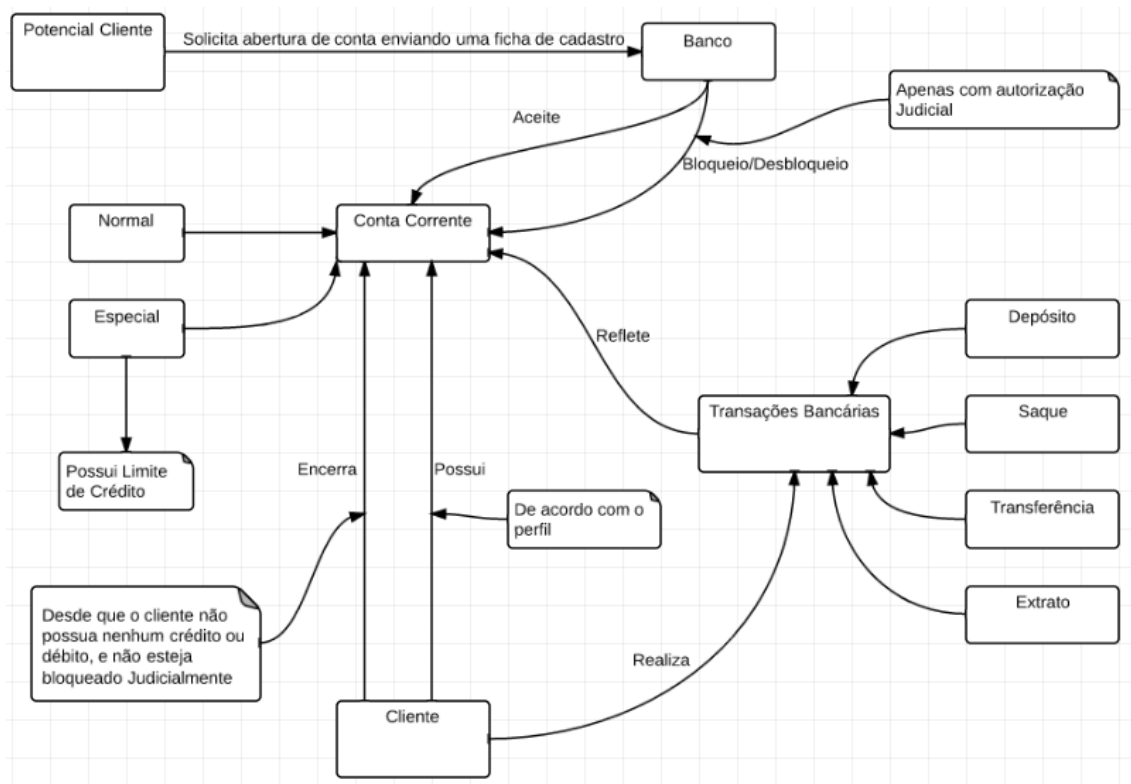 Potencial Cliente
Solicita abertura de conta enviando uma ficha de cadastro
Banco
Apenas com autorização
Judicial
Aceite
Bloqueio/Desbloqueio
Normal
Conta Corrente
Especial
Depósito
Reflete
Transações Bancárias
Saque
Possui Limite
de Crédito
Encerra
Possui
De acordo com o
perfil
Transferência
Desde que o cliente não
possua nenhum crédito ou
débito, e não esteja
bloqueado Judicialmente
Extrato
Realiza
Cliente